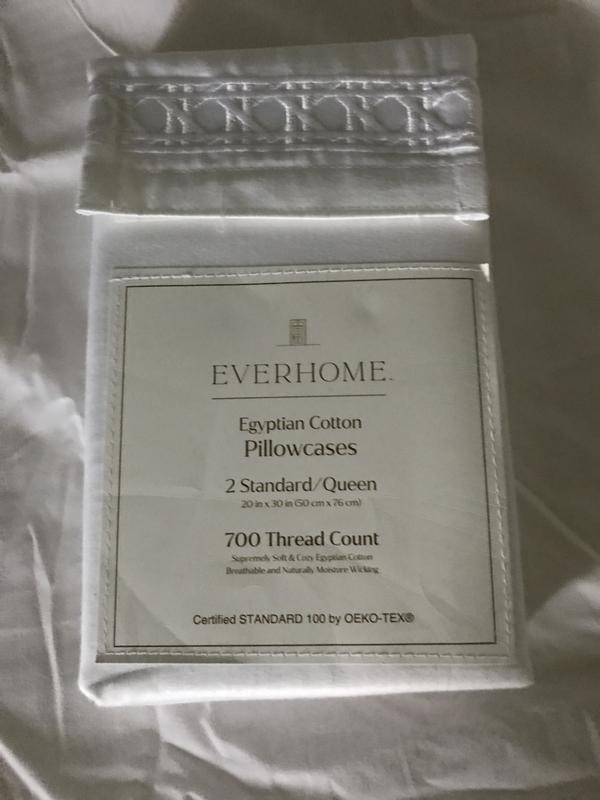 EVERHOME™
Egyptian Cotton
Pillowcases
2 Standard/Queen
20 in x 30 in (50 cm x 76 cm)
700 Thread Count
Supremely Soft & Cozy Egyptian Cotton
Breathable and Naturally Moisture Wicking
Certified STANDARD 100 by OEKO-TEX®